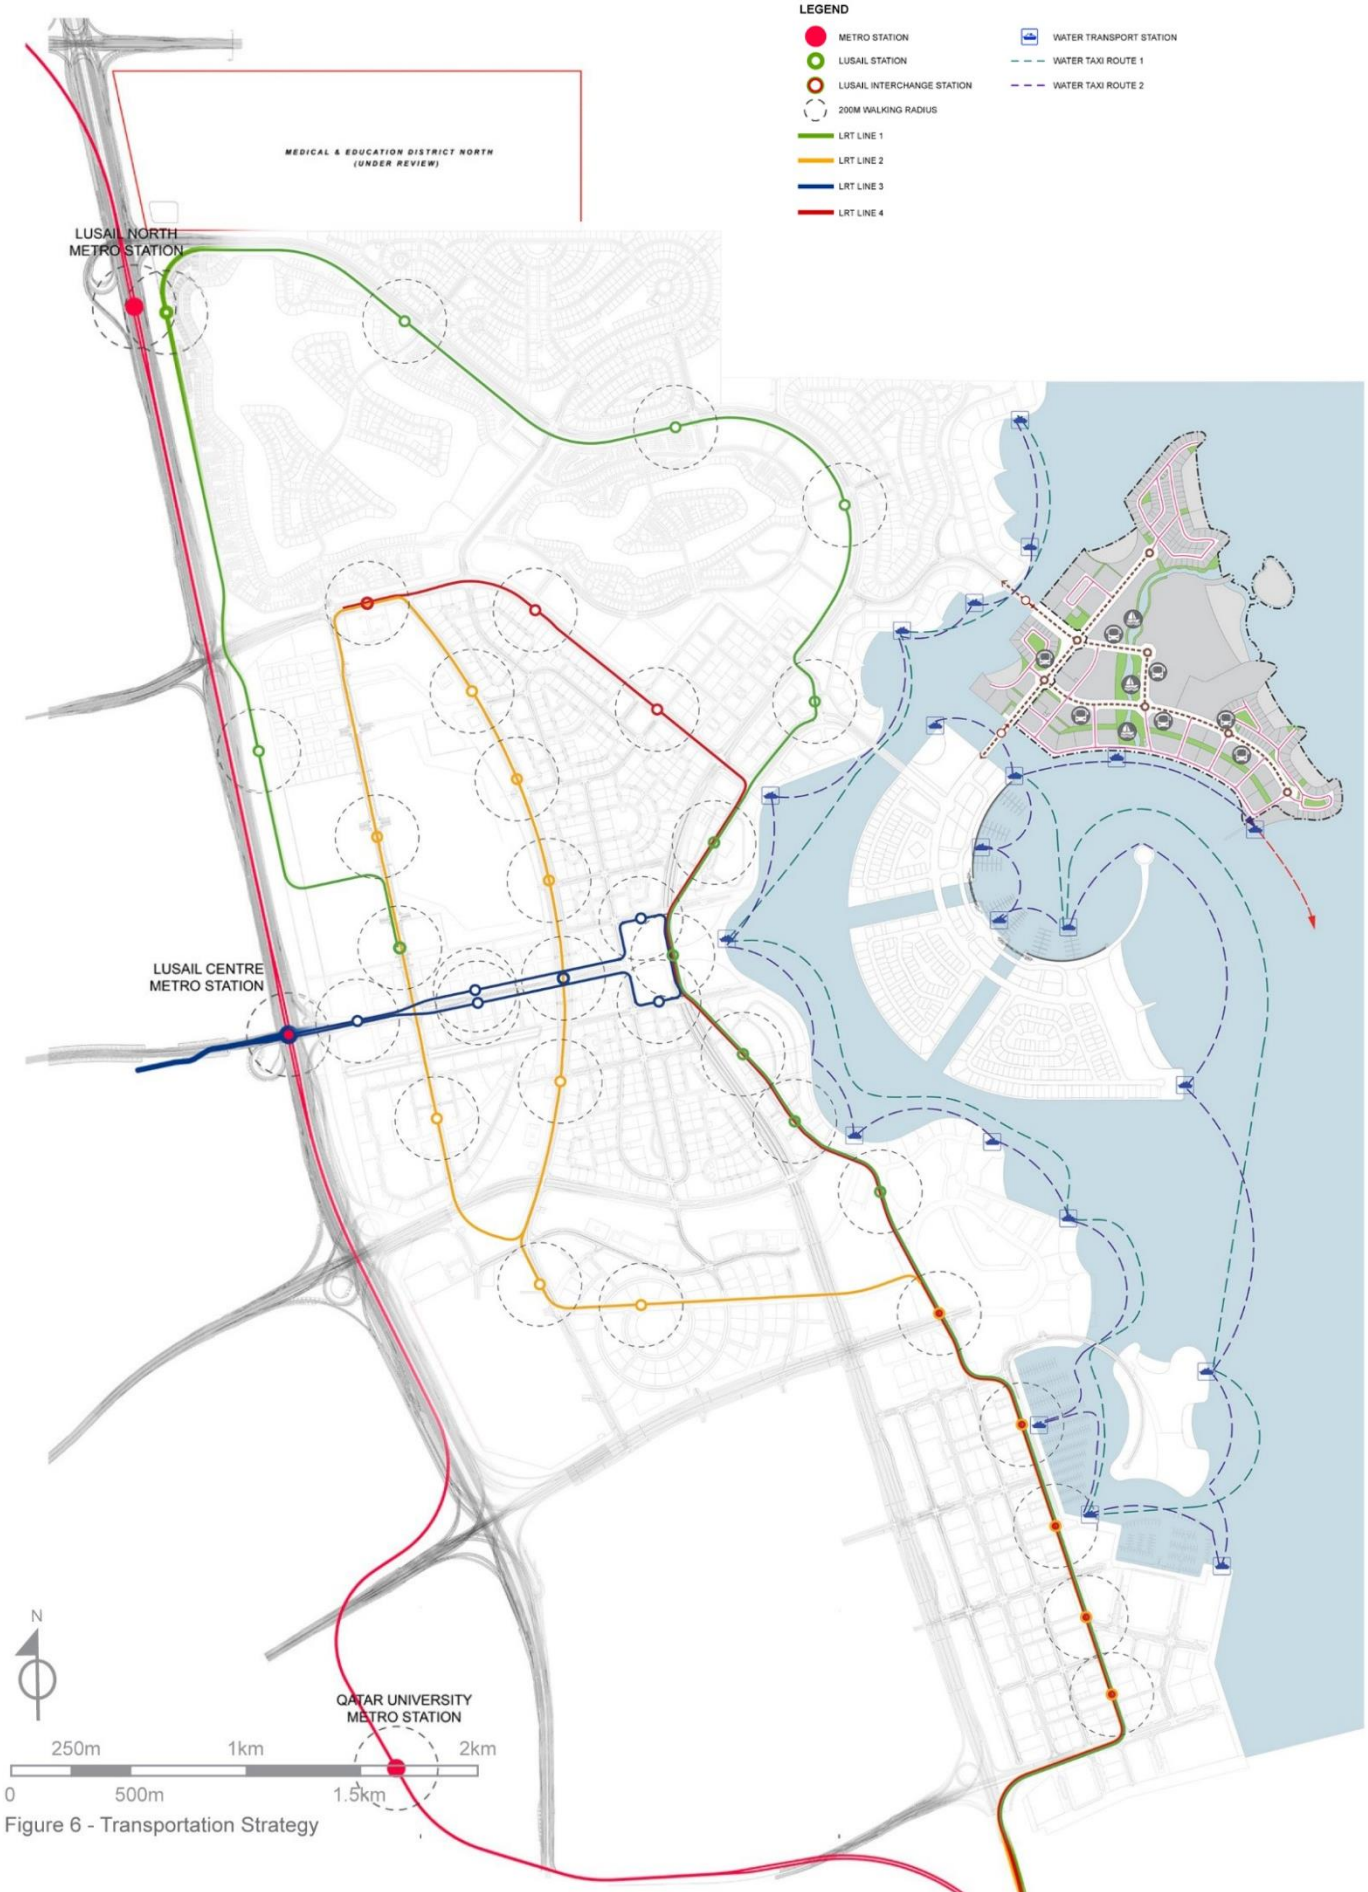 LEGEND
METRO STATION
LUSAIL STATION
LUSAIL INTERCHANGE STATION
200M WALKING RADIUS
LRT LINE 1
LRT LINE 2
LRT LINE 3
LRT LINE 4
WATER TRANSPORT STATION
WATER TAXI ROUTE 1
WATER TAXI ROUTE 2
MEDICAL & EDUCATION DISTRICT NORTH
(UNDER REVIEW)
LUSAIL NORTH
METRO STATION
LUSAIL CENTRE
METRO STATION
QATAR UNIVERSITY
METRO STATION
N
250m 1km 2km
0 500m 1.5km
Figure 6 - Transportation Strategy